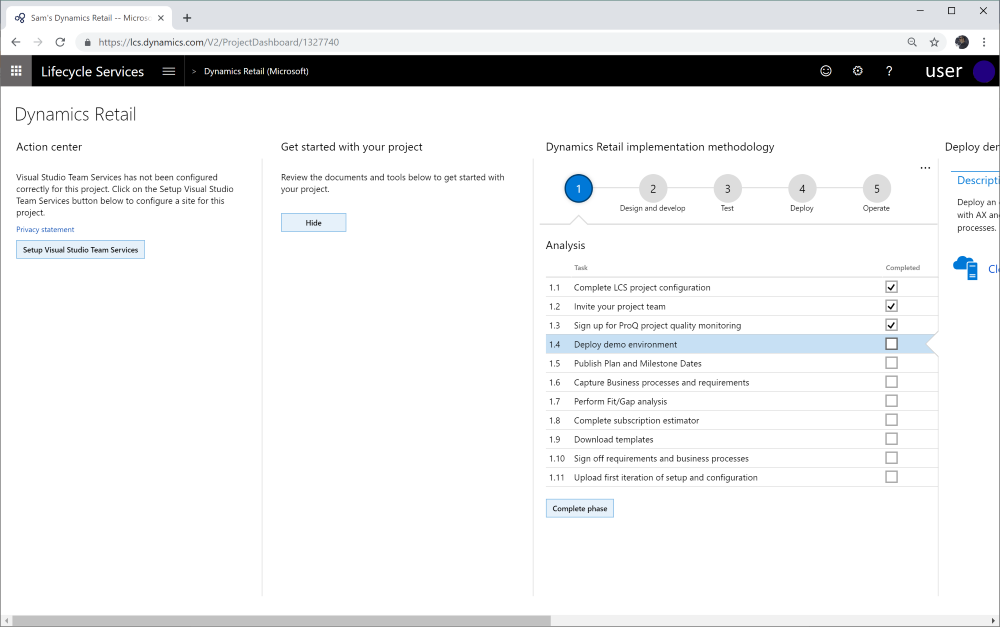 Sam's Dynamics Retail -- Micros
https://lcs.dynamics.com/V2/ProjectDashboard/1327740
Lifecycle Services
> Dynamics Retail (Microsoft)
?
user
Dynamics Retail
Action center
Visual Studio Team Services has not been configured
correctly for this project. Click on the Setup Visual Studio
Team Services button below to configure a site for this
project.
Privacy statement
Setup Visual Studio Team Services
Get started with your project
Review the documents and tools below to get started with
your project.
Hide
Dynamics Retail implementation methodology
...
1 2 3 4 5
Design and develop Test Deploy Operate
Analysis
Task Completed
1.1 Complete LCS project configuration
1.2 Invite your project team
1.3 Sign up for ProQ project quality monitoring
1.4 Deploy demo environment
1.5 Publish Plan and Milestone Dates
1.6 Capture Business processes and requirements
1.7 Perform Fit/Gap analysis
1.8 Complete subscription estimator
1.9 Download templates
1.10 Sign off requirements and business processes
1.11 Upload first iteration of setup and configuration
Complete phase
Deploy den
Descripti
Deploy an
with AX an
processes.
Cl